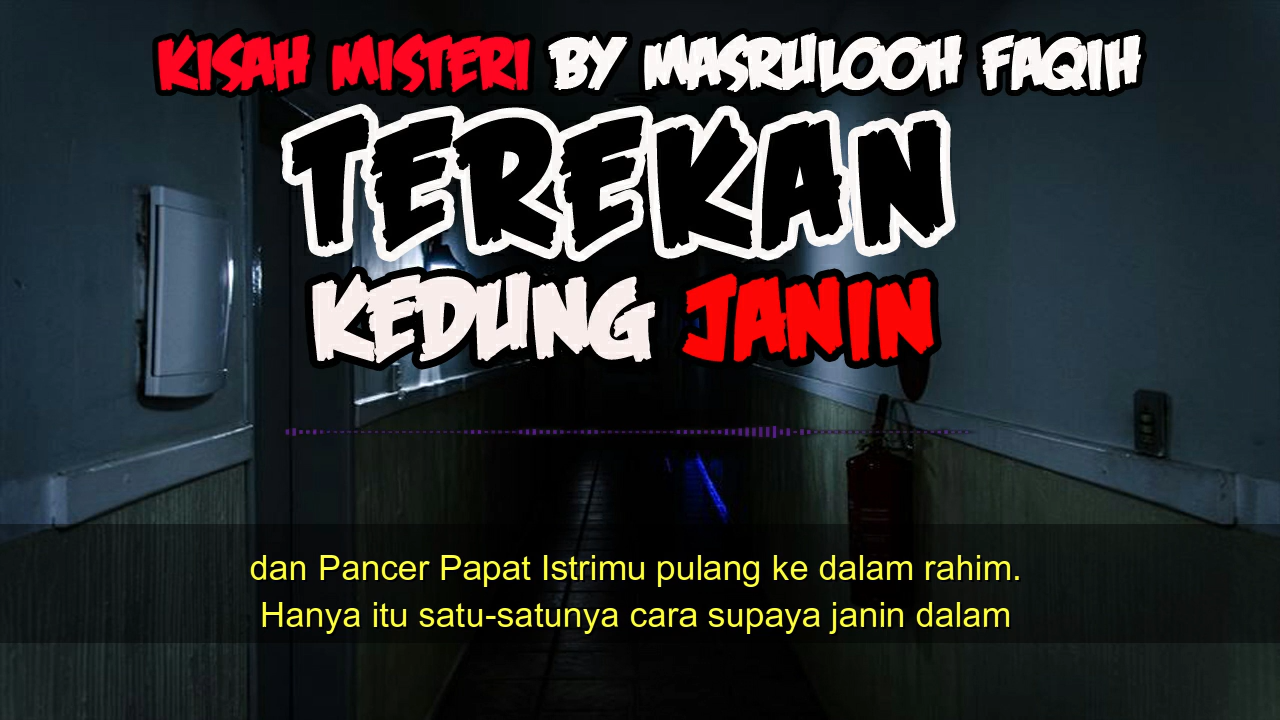 KISAH MISTERI BY MASRULOOH FAQIH
TEREKAN
KEDUNG JANIN
dan Pancer Papat Istrimu pulang ke dalam rahim.
Hanya itu satu-satunya cara supaya janin dalam